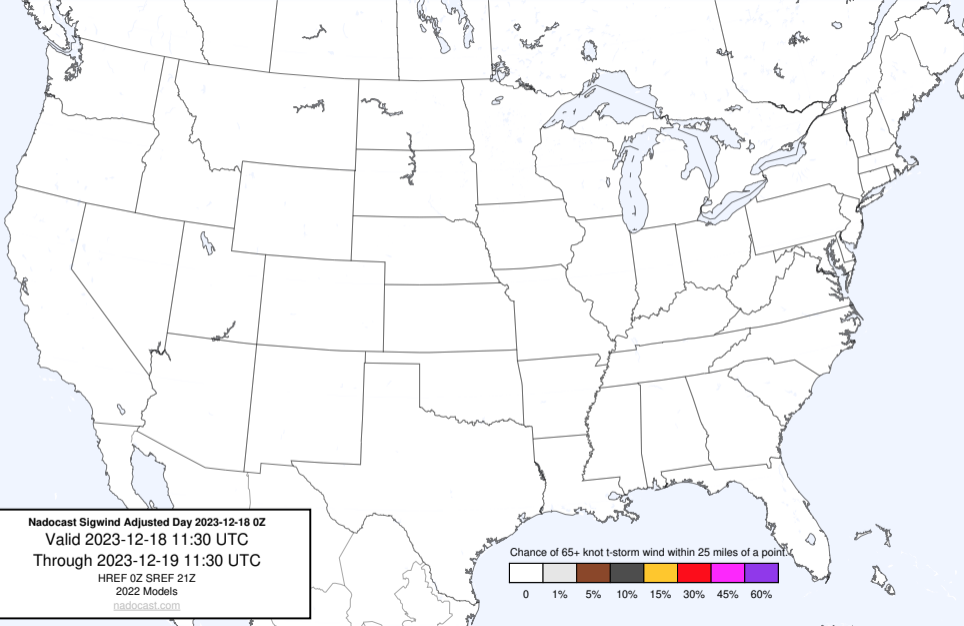 Nadocast Sigwind Adjusted Day 2023-12-18 0Z
Valid 2023-12-18 11:30 UTC
Through 2023-12-19 11:30 UTC
HREF 0Z SREF 21Z
2022 Models
nadocast.com
Chance of 65+ knot t-storm wind within 25 miles of a point.
0 1% 5% 10% 15% 30% 45% 60%